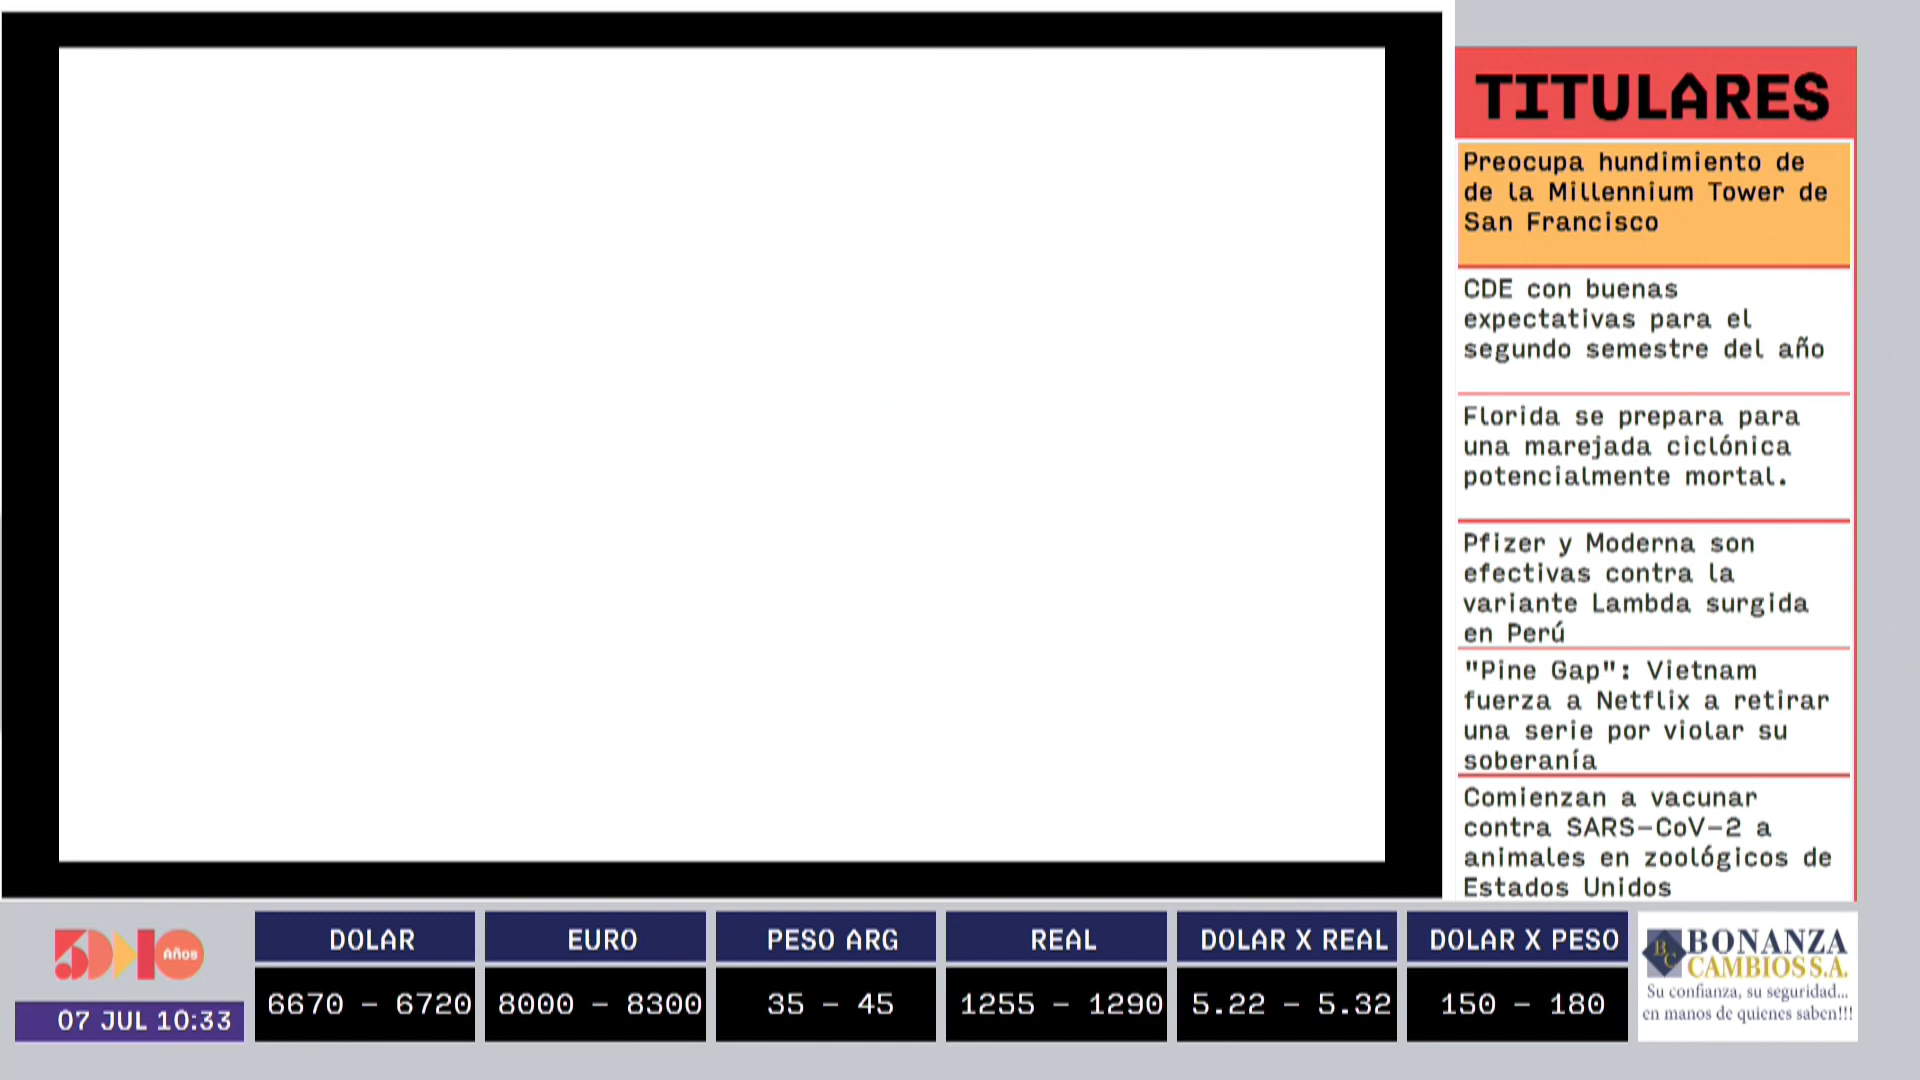 TITULARES
Preocupa hundimiento de
de la Millennium Tower de
San Francisco
CDE con buenas
expectativas para el
segundo semestre del año
Florida se prepara para
una marejada ciclónica
potencialmente mortal.
Pfizer y Moderna son
efectivas contra la
variante Lambda surgida
en Perú
"Pine Gap": Vietnam
fuerza a Netflix a retirar
una serie por violar su
soberanía
Comienzan a vacunar
contra SARS-CoV-2 a
animales en zoológicos de
Estados Unidos
Años
07 JUL 10:33
DOLAR
6670 - 6720
EURO
8000 - 8300
PESO ARG
35 - 45
REAL
1255 - 1290
DOLAR X REAL
5.22 - 5.32
DOLAR X PESO
150 - 180
BC
BONANZA
CAMBIOS S.A.
Su confianza, su seguridad...
en manos de quienes saben!!!